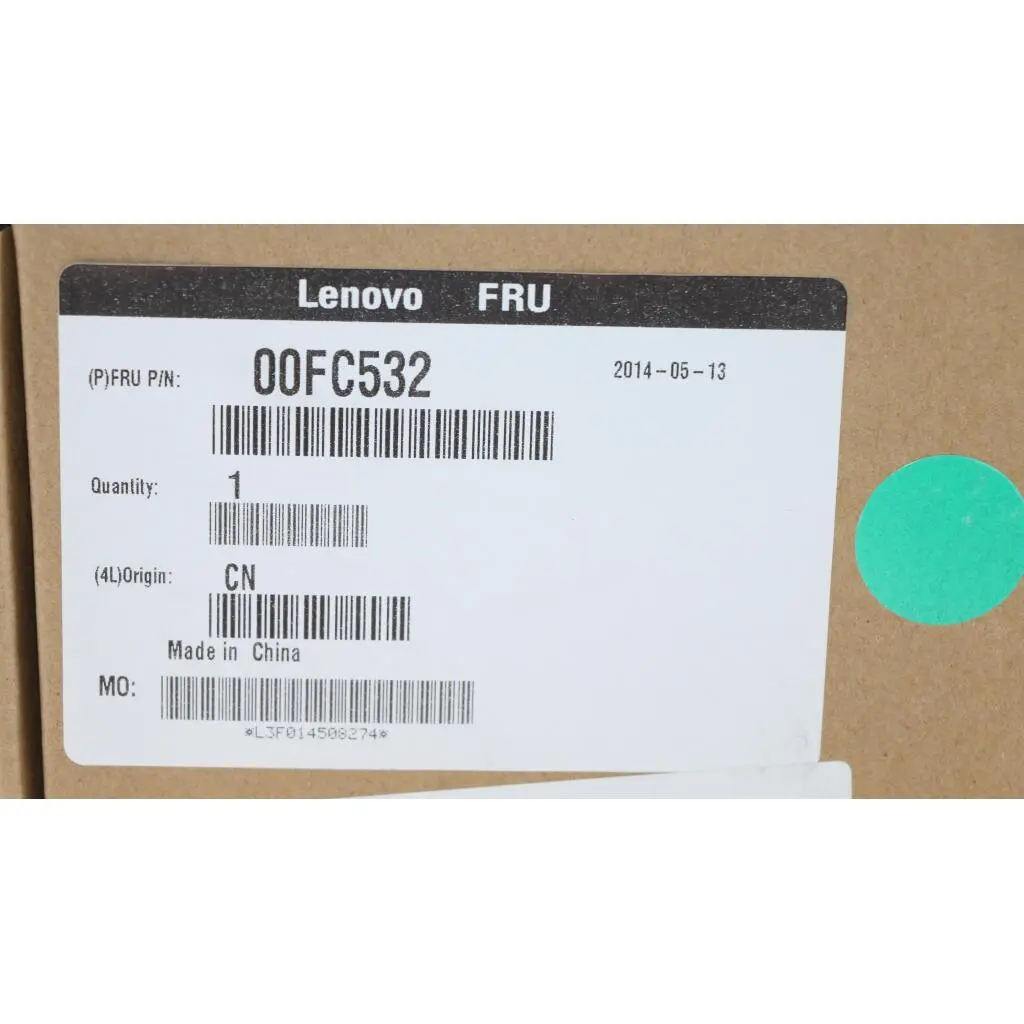 Lenovo FRU
(P)FRU P/N: 00FC532 2014-05-13
Quantity: 1
(4L)Origin: CN
Made in China
MO:
*L3F014508274*